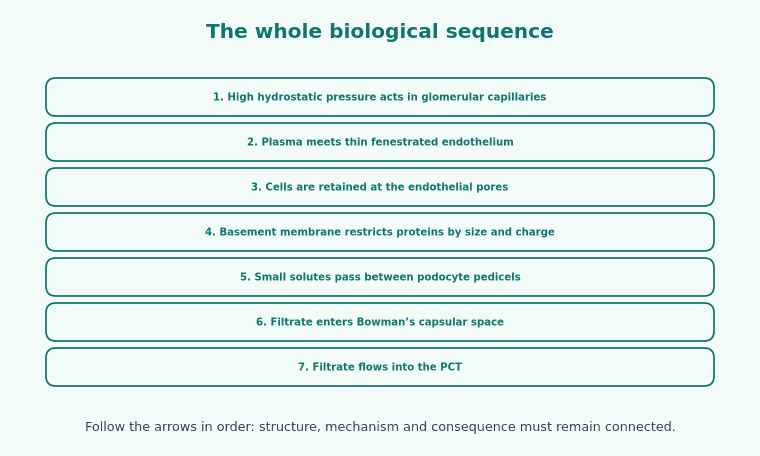 The whole biological sequence
1. High hydrostatic pressure acts in glomerular capillaries
2. Plasma meets thin fenestrated endothelium
3. Cells are retained at the endothelial pores
4. Basement membrane restricts proteins by size and charge
5. Small solutes pass between podocyte pedicels
6. Filtrate enters Bowman’s capsular space
7. Filtrate flows into the PCT
Follow the arrows in order: structure, mechanism and consequence must remain connected.